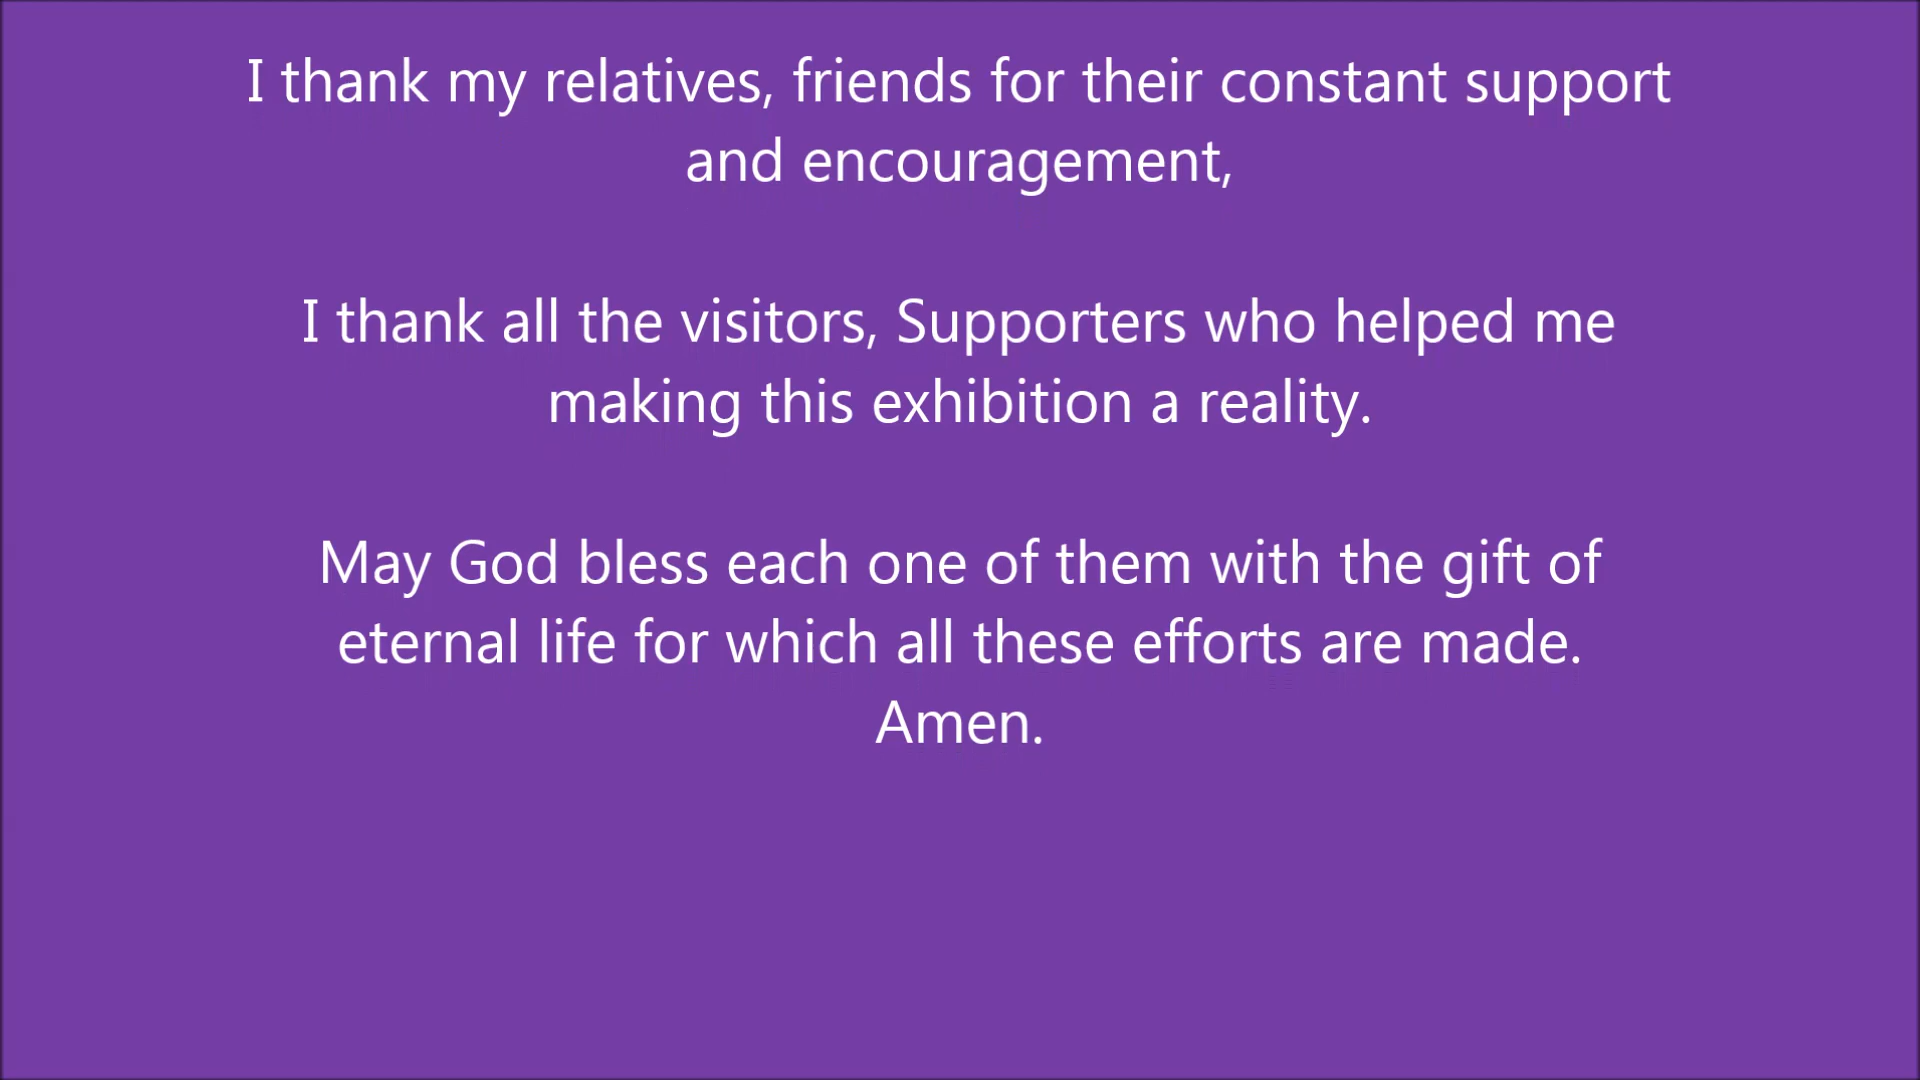 I thank my relatives, friends for their constant support
and encouragement,
I thank all the visitors, Supporters who helped me
making this exhibition a reality.
May God bless each one of them with the gift of
eternal life for which all these efforts are made.
Amen.